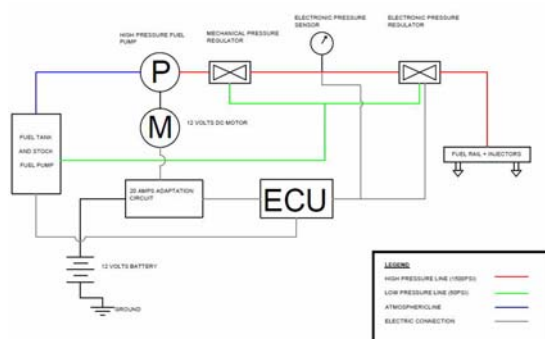 ELECTRONIC PRESSURE
SENSOR
ELECTRONIC PRESSURE
REGULATOR
HIGH PRESSURE FUEL
PUMP
MECHANICAL PRESSURE
REGULATOR
P
M
12 VOLTS DC MOTOR
FUEL TANK
AND STOCK
FUEL PUMP
FUEL RAIL + INJECTORS
20 AMPS ADAPTATION
CIRCUIT
ECU
12 VOLTS BATTERY
GROUND
LEGEND
HIGH PRESSURE LINE (1500PSI)
LOW PRESSURE LINE (50PSI)
ATMOSPHERICLINE
ELECTRIC CONNECTION